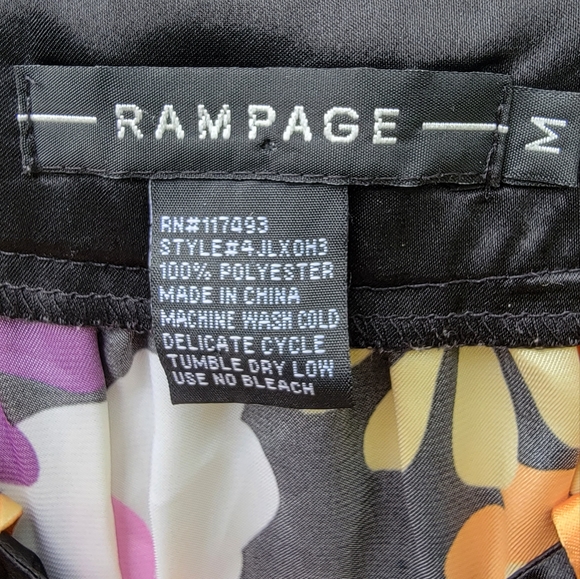 RAMPAGE
M
RN#117493
STYLE#4JLX0H3
100% POLYESTER
MADE IN CHINA
MACHINE WASH COLD
DELICATE CYCLE
TUMBLE DRY LOW
USE NO BLEACH